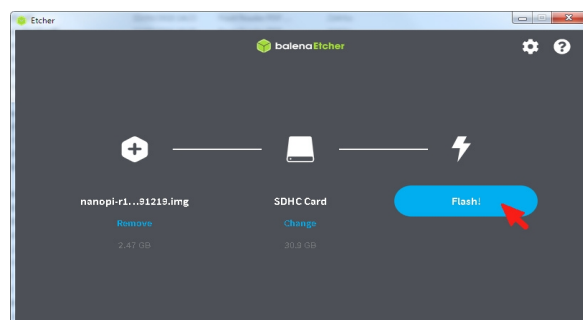 Etcher
balenaEtcher
nanopi-r1...91219.img
SDHC Card
Flash!
Remove
Change
2.47 GB
30.9 GB